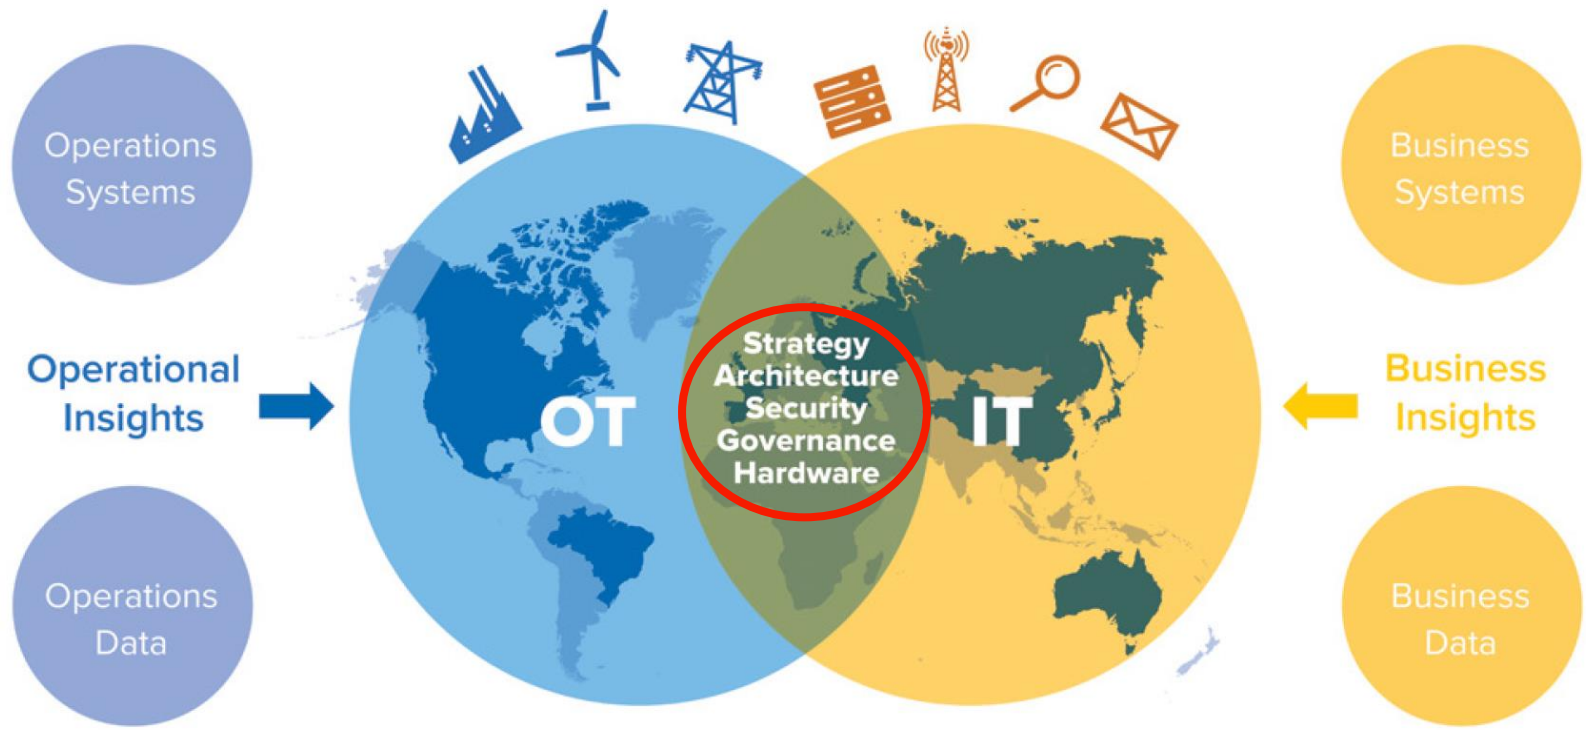 Operations
Systems
Operational
Insights
Operations
Data
OT
Strategy
Architecture
Security
Governance
Hardware
IT
Business
Systems
Business
Insights
Business
Data